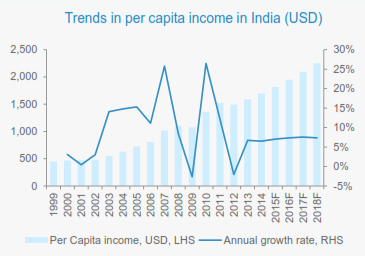 Trends in per capita income in India (USD)
2,500 30%
25%
2,000 20%
1,500 15%
10%
1,000 5%
500 0%
0 -5%
1999 2000 2001 2002 2003 2004 2005 2006 2007 2008 2009 2010 2011 2012 2013 2014 2015F 2016F 2017F 2018F
Per Capita income, USD, LHS Annual growth rate, RHS